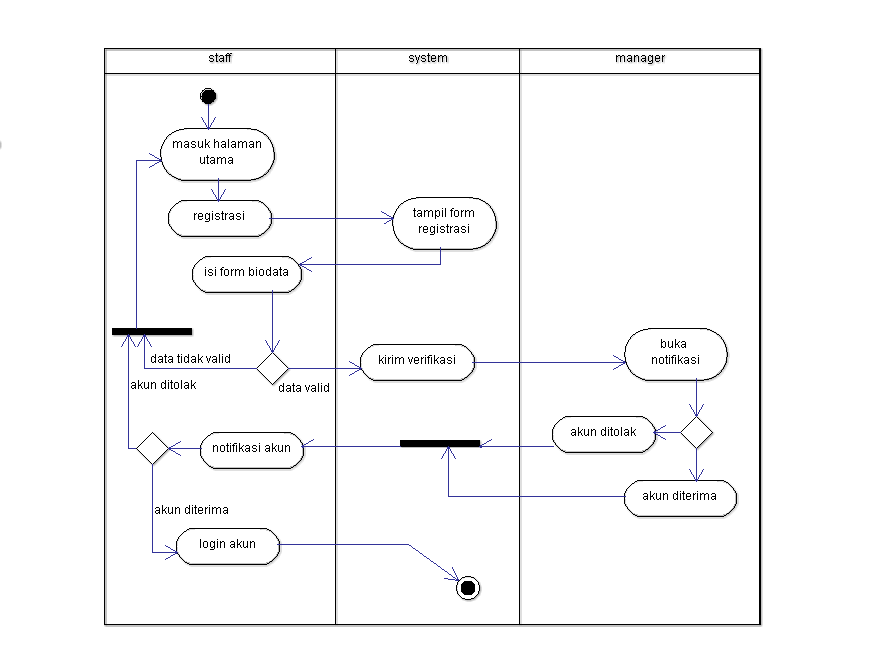 staff
system
manager
masuk halaman
utama
registrasi
tampil form
registrasi
isi form biodata
data tidak valid
data valid
kirim verifikasi
buka
notifikasi
akun ditolak
notifikasi akun
akun ditolak
akun diterima
akun diterima
login akun